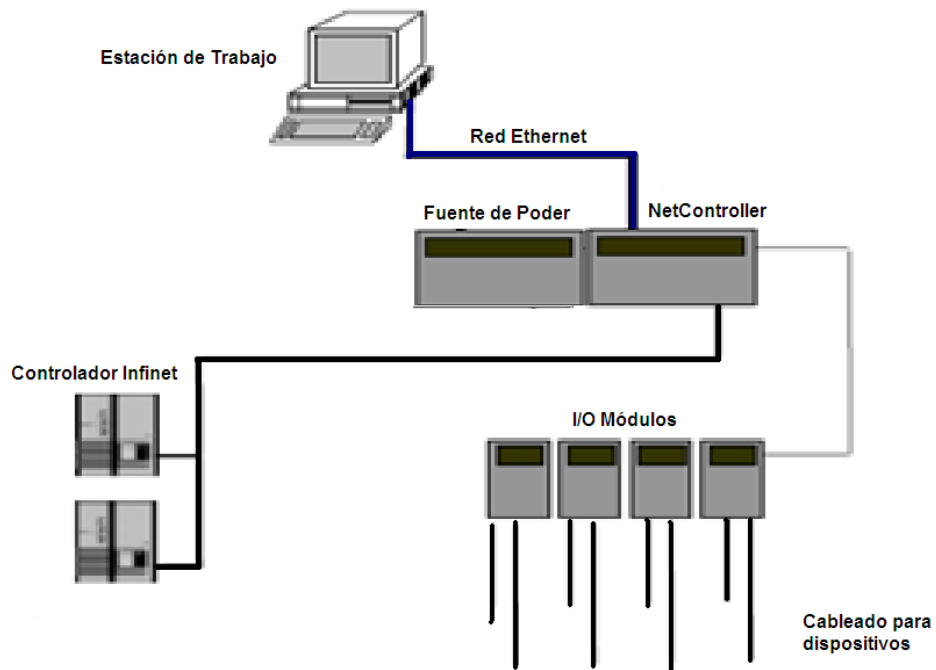 Estación de Trabajo
Red Ethernet
Fuente de Poder
NetController
Controlador Infinet
I/O Módulos
Cableado para
dispositivos